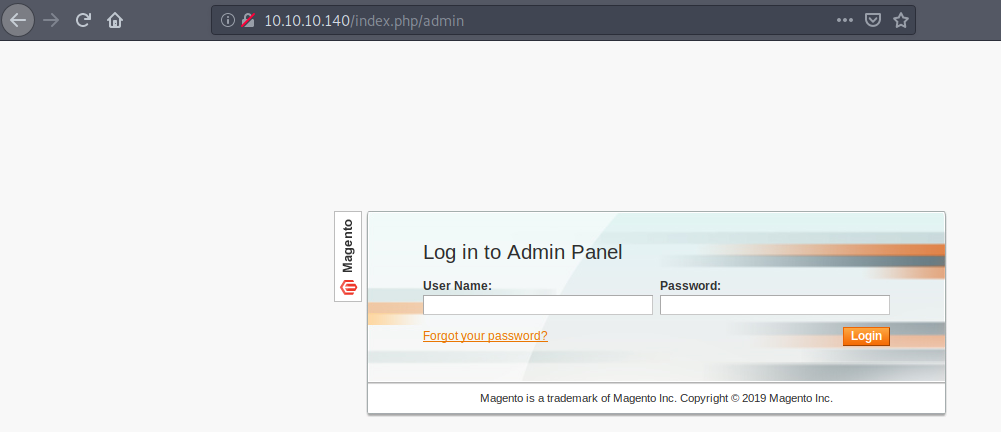 10.10.10.140/index.php/admin
Magento
Log in to Admin Panel
User Name: Password:
Forgot your password? Login
Magento is a trademark of Magento Inc. Copyright © 2019 Magento Inc.